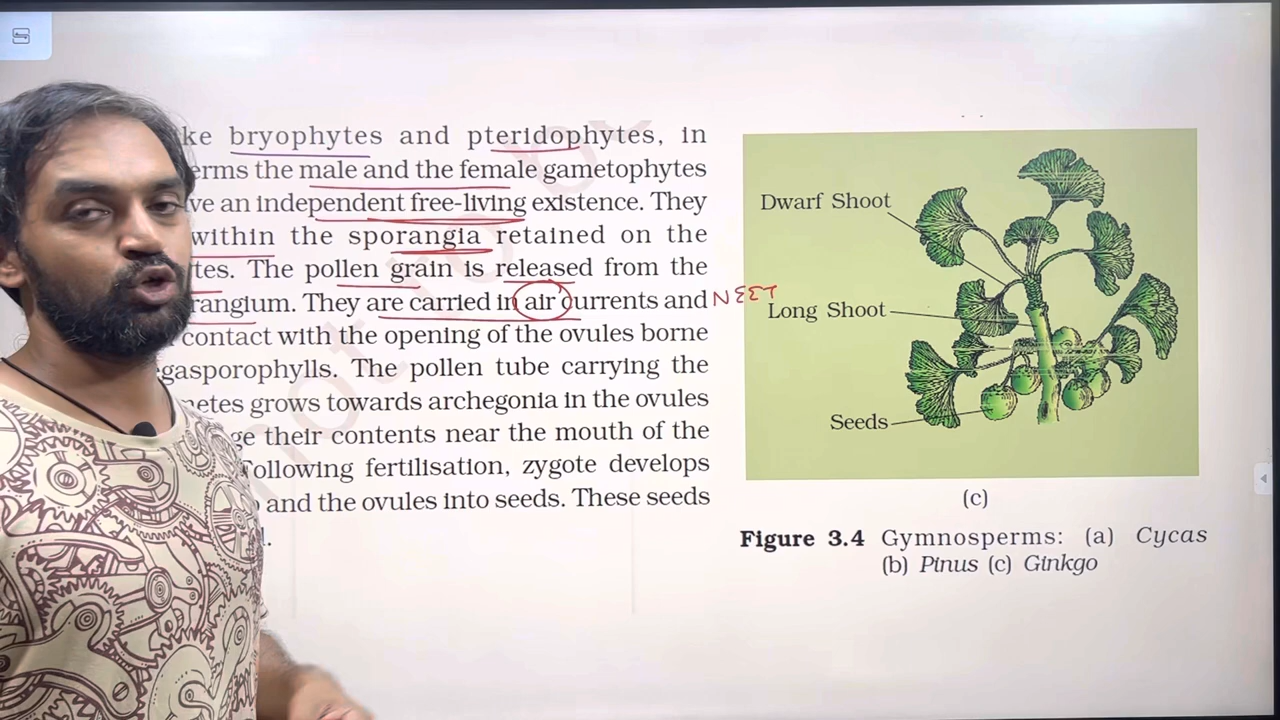 ke bryophytes and pteridophytes, in
erms the male and the female gametophytes
ve an independent free-living existence. They
within the sporangia retained on the
tes. The pollen grain is released from the
rangium. They are carried in air currents and NEET
contact with the opening of the ovules borne
gasporophylls. The pollen tube carrying the
netes grows towards archegonia in the ovules
ge their contents near the mouth of the
Following fertilisation, zygote develops
and the ovules into seeds. These seeds
Dwarf Shoot
Long Shoot
Seeds
(c)
Figure 3.4 Gymnosperms: (a) Cycas
(b) Pinus (c) Ginkgo